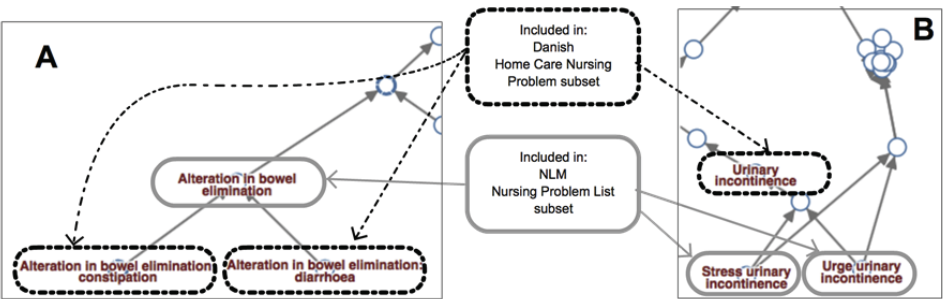 A
Included in:
Danish
Home Care Nursing
Problem subset
B
Alteration in bowel
elimination
Included in:
NLM
Nursing Problem List
subset
Urinary
incontinence
Alteration in bowel elimination:
constipation
Alteration in bowel elimination:
diarrhoea
Stress urinary
incontinence
Urge urinary
incontinence